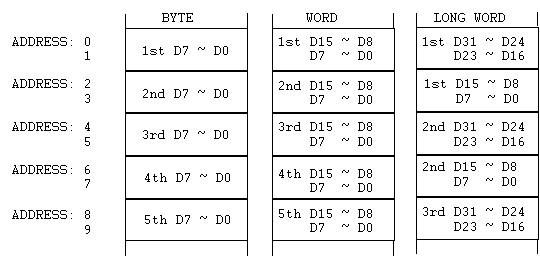 BYTE WORD LONG WORD
ADDRESS: 0 1st D7 ~ D0 1st D15 ~ D8 1st D31 ~ D24
1 D7 ~ D0 D23 ~ D16
ADDRESS: 2 2nd D7 ~ D0 2nd D15 ~ D8 1st D15 ~ D8
3 D7 ~ D0 D7 ~ D0
ADDRESS: 4 3rd D7 ~ D0 3rd D15 ~ D8 2nd D31 ~ D24
5 D7 ~ D0 D23 ~ D16
ADDRESS: 6 4th D7 ~ D0 4th D15 ~ D8 2nd D15 ~ D8
7 D7 ~ D0 D7 ~ D0
ADDRESS: 8 5th D7 ~ D0 5th D15 ~ D8 3rd D31 ~ D24
9 D7 ~ D0 D23 ~ D16